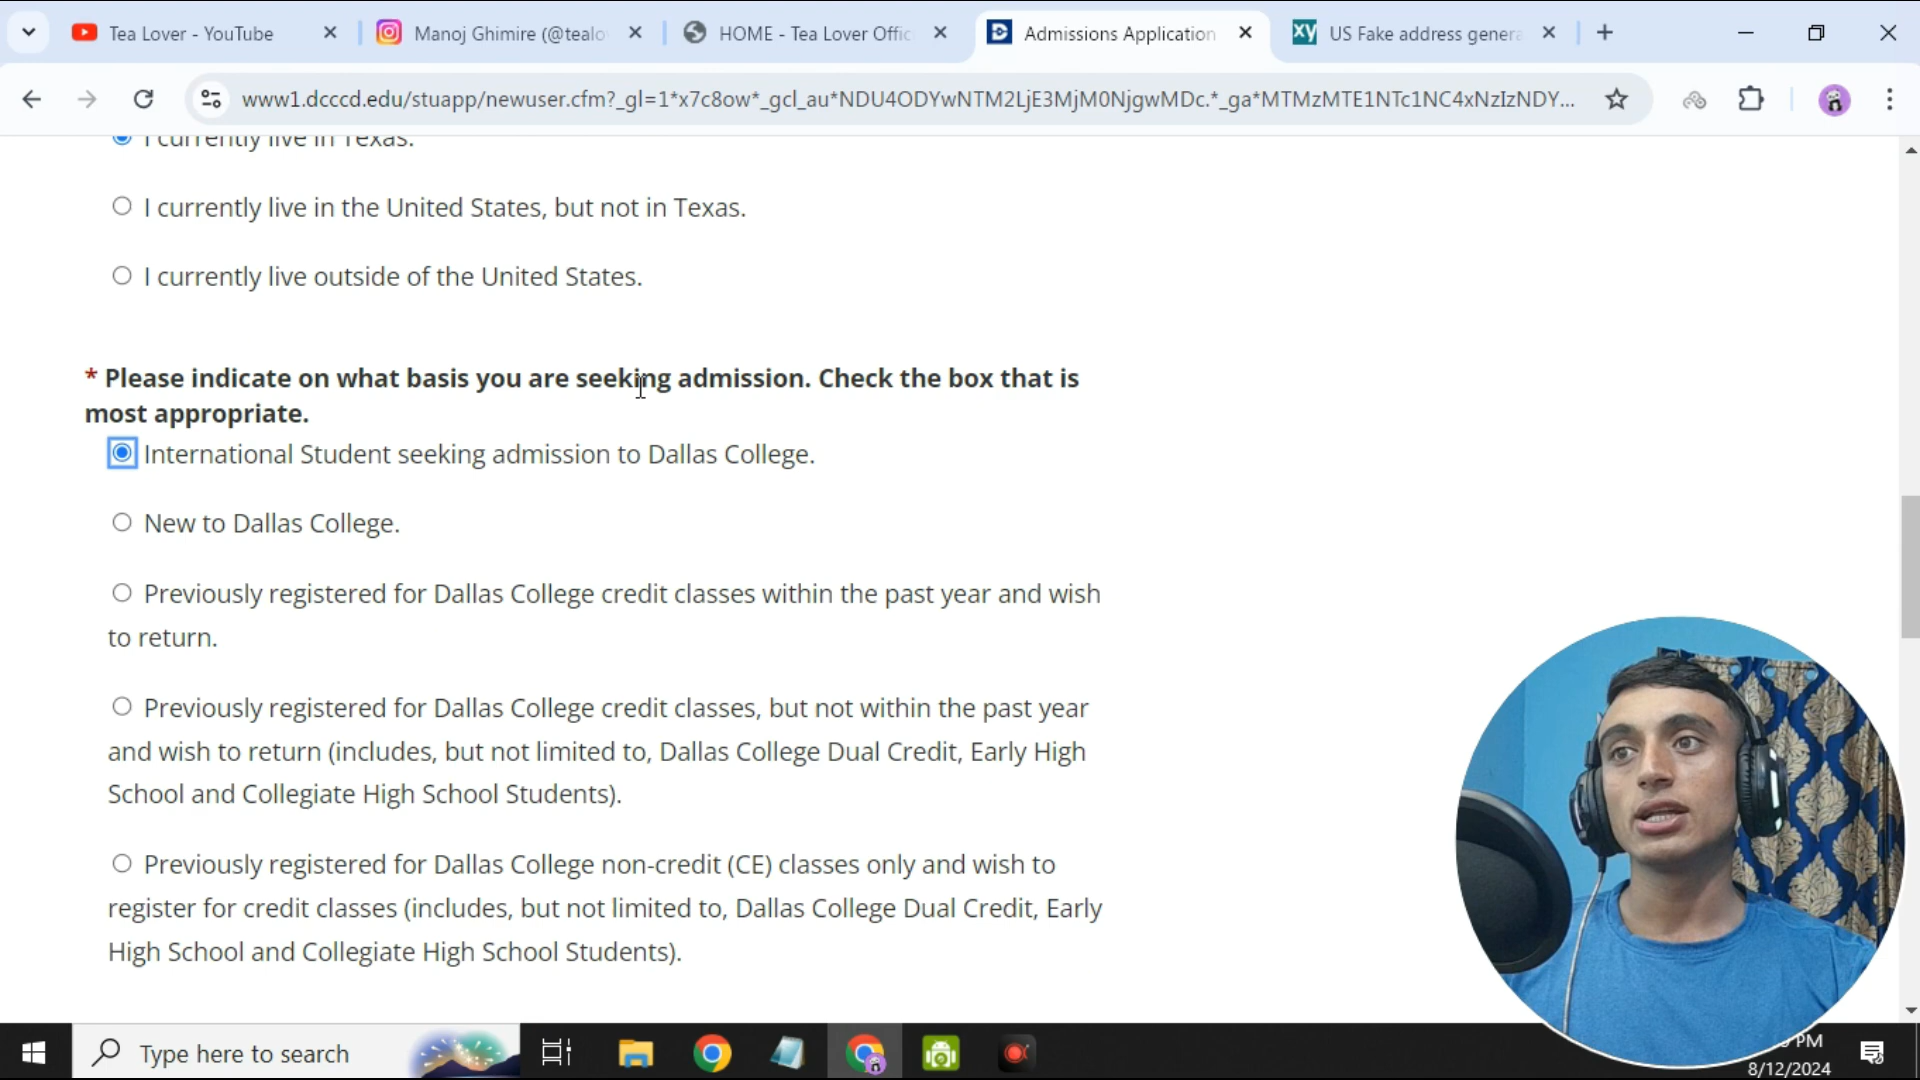 Tea Lover - YouTube
Manoj Ghimire (@tealo
HOME - Tea Lover Offic
Admissions Application
US Fake address genera
www1.dcccd.edu/stuapp/newuser.cfm?_gl=1*x7c8ow*_gcl_au*NDU4ODYwNTM2LjE3MjM0NjgwMDc.*_ga*MTMzMTE1NTc1NC4xNzIzNDY...
I currently live in Texas.
I currently live in the United States, but not in Texas.
I currently live outside of the United States.
* Please indicate on what basis you are seeking admission. Check the box that is
most appropriate.
International Student seeking admission to Dallas College.
New to Dallas College.
Previously registered for Dallas College credit classes within the past year and wish
to return.
Previously registered for Dallas College credit classes, but not within the past year
and wish to return (includes, but not limited to, Dallas College Dual Credit, Early High
School and Collegiate High School Students).
Previously registered for Dallas College non-credit (CE) classes only and wish to
register for credit classes (includes, but not limited to, Dallas College Dual Credit, Early
High School and Collegiate High School Students).
Type here to search
PM
8/12/2024